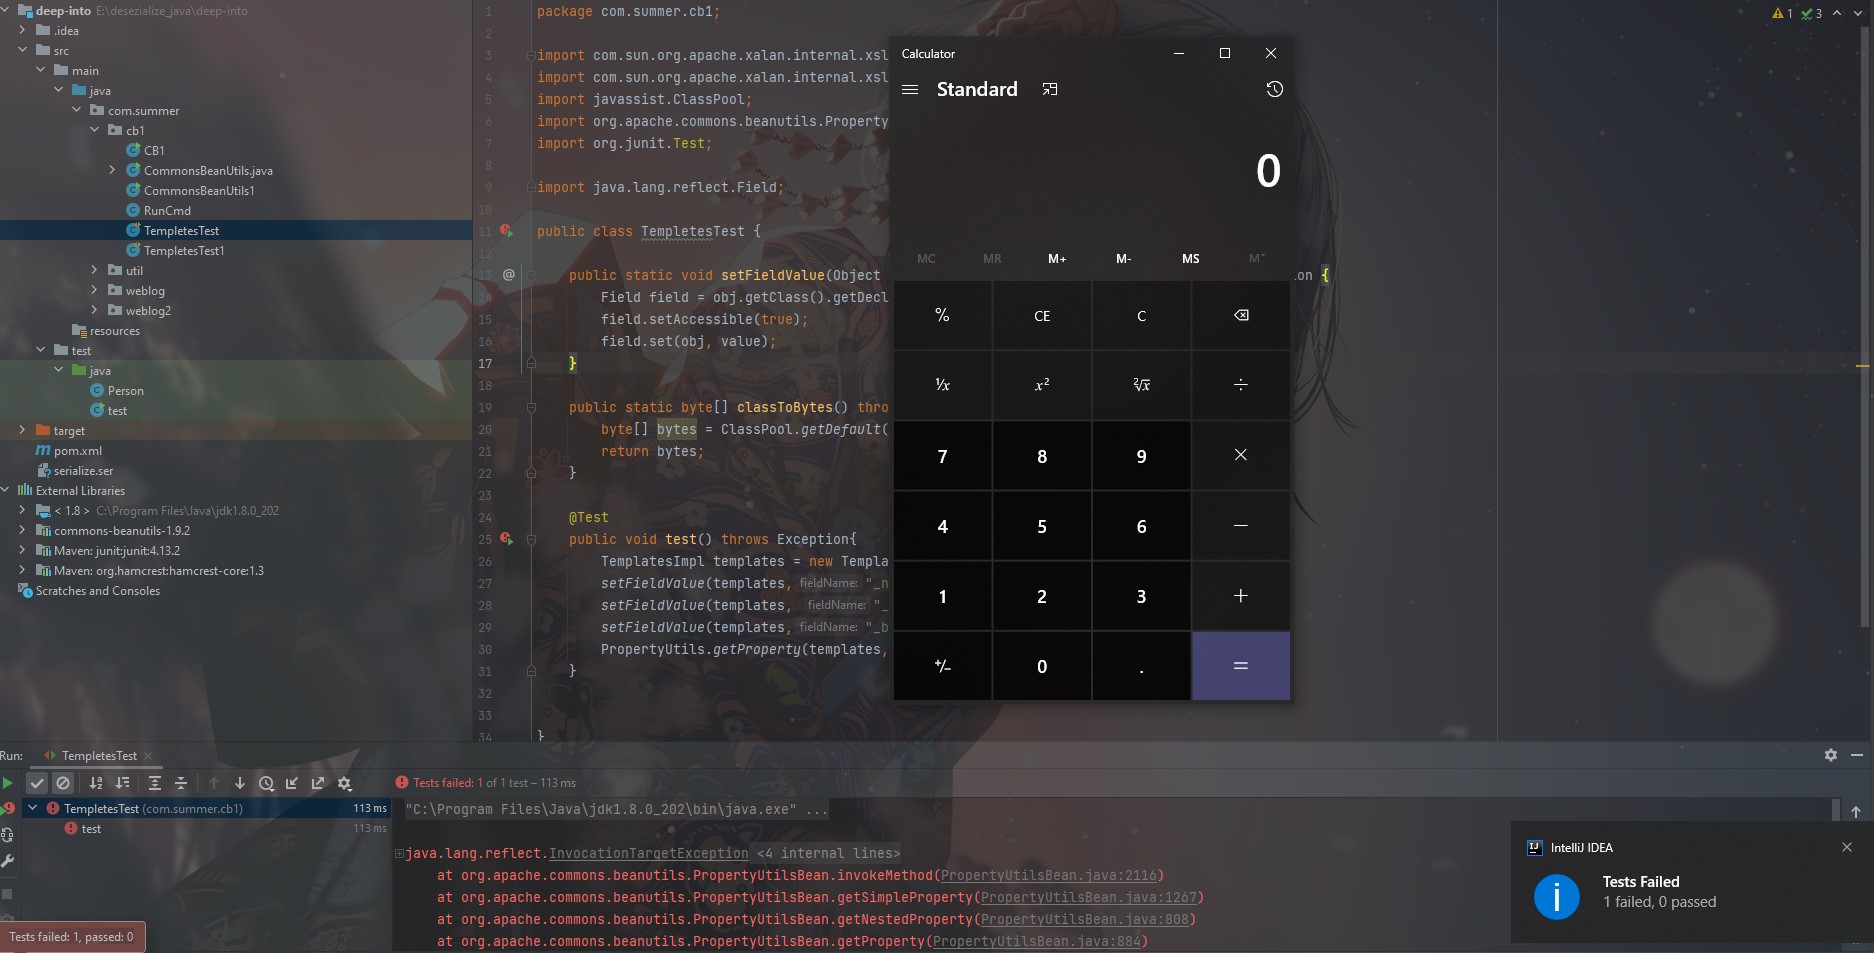 deep-into E:\desezialize_java\deep-into
.idea
src
main
java
com.summer
cb1
CB1
CommonsBeanUtils.java
CommonsBeanUtils1
RunCmd
TempletesTest
TempletesTest1
util
weblog
weblog2
resources
test
java
Person
test
target
pom.xml
serialize.ser
External Libraries
< 1.8 > C:\Program Files\Java\jdk1.8.0_202
commons-beanutils-1.9.2
Maven: junit:junit:4.13.2
Maven: org.hamcrest:hamcrest-core:1.3
Scratches and Consoles
1 package com.summer.cb1;
2
3 import com.sun.org.apache.xalan.internal.xsl
4 import com.sun.org.apache.xalan.internal.xsl
5 import javassist.ClassPool;
6 import org.apache.commons.beanutils.Property
7 import org.junit.Test;
8
9 import java.lang.reflect.Field;
10
11 public class TempletesTest {
12
13 @ public static void setFieldValue(Object ion {
14 Field field = obj.getClass().getDecl
15 field.setAccessible(true);
16 field.set(obj, value);
17 }
18
19 public static byte[] classToBytes() thro
20 byte[] bytes = ClassPool.getDefault(
21 return bytes;
22 }
23
24 @Test
25 public void test() throws Exception{
26 TemplatesImpl templates = new Templa
27 setFieldValue(templates, fieldName: "_n
28 setFieldValue(templates, fieldName: "_
29 setFieldValue(templates, fieldName: "_b
30 PropertyUtils.getProperty(templates,
31 }
32
33
34 }
1 3
Calculator
Standard
0
MC MR M+ M- MS M˅
% CE C
¹/x x² ²√x ÷
7 8 9 ×
4 5 6 −
1 2 3 +
+/− 0 . =
Run: TempletesTest
Tests failed: 1 of 1 test – 113 ms
TempletesTest (com.summer.cb1) 113 ms
test 113 ms
"C:\Program Files\Java\jdk1.8.0_202\bin\java.exe" ...
java.lang.reflect.InvocationTargetException <4 internal lines>
at org.apache.commons.beanutils.PropertyUtilsBean.invokeMethod(PropertyUtilsBean.java:2116)
at org.apache.commons.beanutils.PropertyUtilsBean.getSimpleProperty(PropertyUtilsBean.java:1267)
at org.apache.commons.beanutils.PropertyUtilsBean.getNestedProperty(PropertyUtilsBean.java:808)
at org.apache.commons.beanutils.PropertyUtilsBean.getProperty(PropertyUtilsBean.java:884)
Tests failed: 1, passed: 0
IntelliJ IDEA
Tests Failed
1 failed, 0 passed